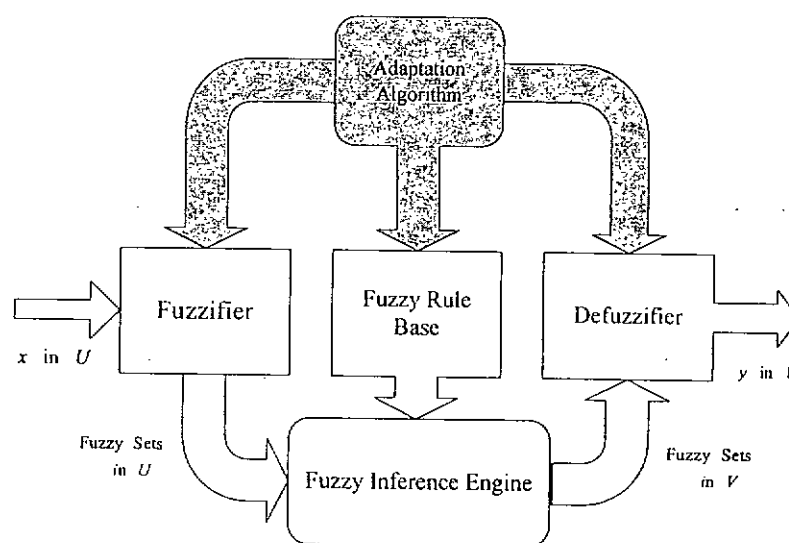 Adaptation
Algorithm
Fuzzifier
Fuzzy Rule
Base
Defuzzifier
x in U
y in
Fuzzy Sets
in U
Fuzzy Inference Engine
Fuzzy Sets
in V